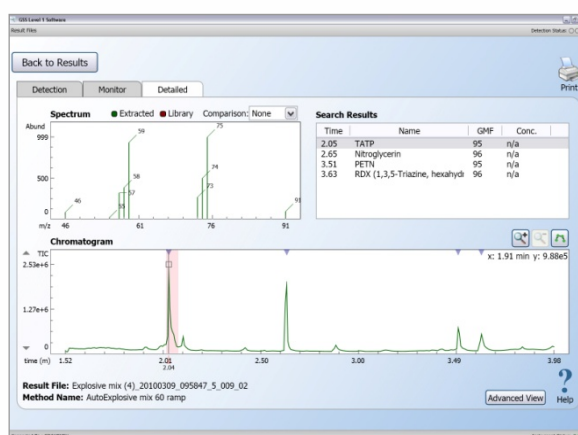 GSS Level 1 Software
Result Files
Detection Status
Back to Results
Print
Detection Monitor Detailed
Spectrum Extracted Library Comparison: None
Abund
999
500
0
46
55
57
58
59
73
74
75
91
m/z 46 61 76 91
Search Results
Time Name GMF Conc.
2.05 TATP 95 n/a
2.65 Nitroglycerin 96 n/a
3.51 PETN 95 n/a
3.63 RDX (1,3,5-Triazine, hexahydr 96 n/a
Chromatogram
TIC
x: 1.91 min y: 9.88e5
2.53e+6
1.27e+6
0
time (m) 1.52 2.01 2.50 3.00 3.49 3.98
2.04
Result File: Explosive mix (4)_20100309_095847_5_009_02
Method Name: AutoExplosive mix 60 ramp
Advanced View
Help